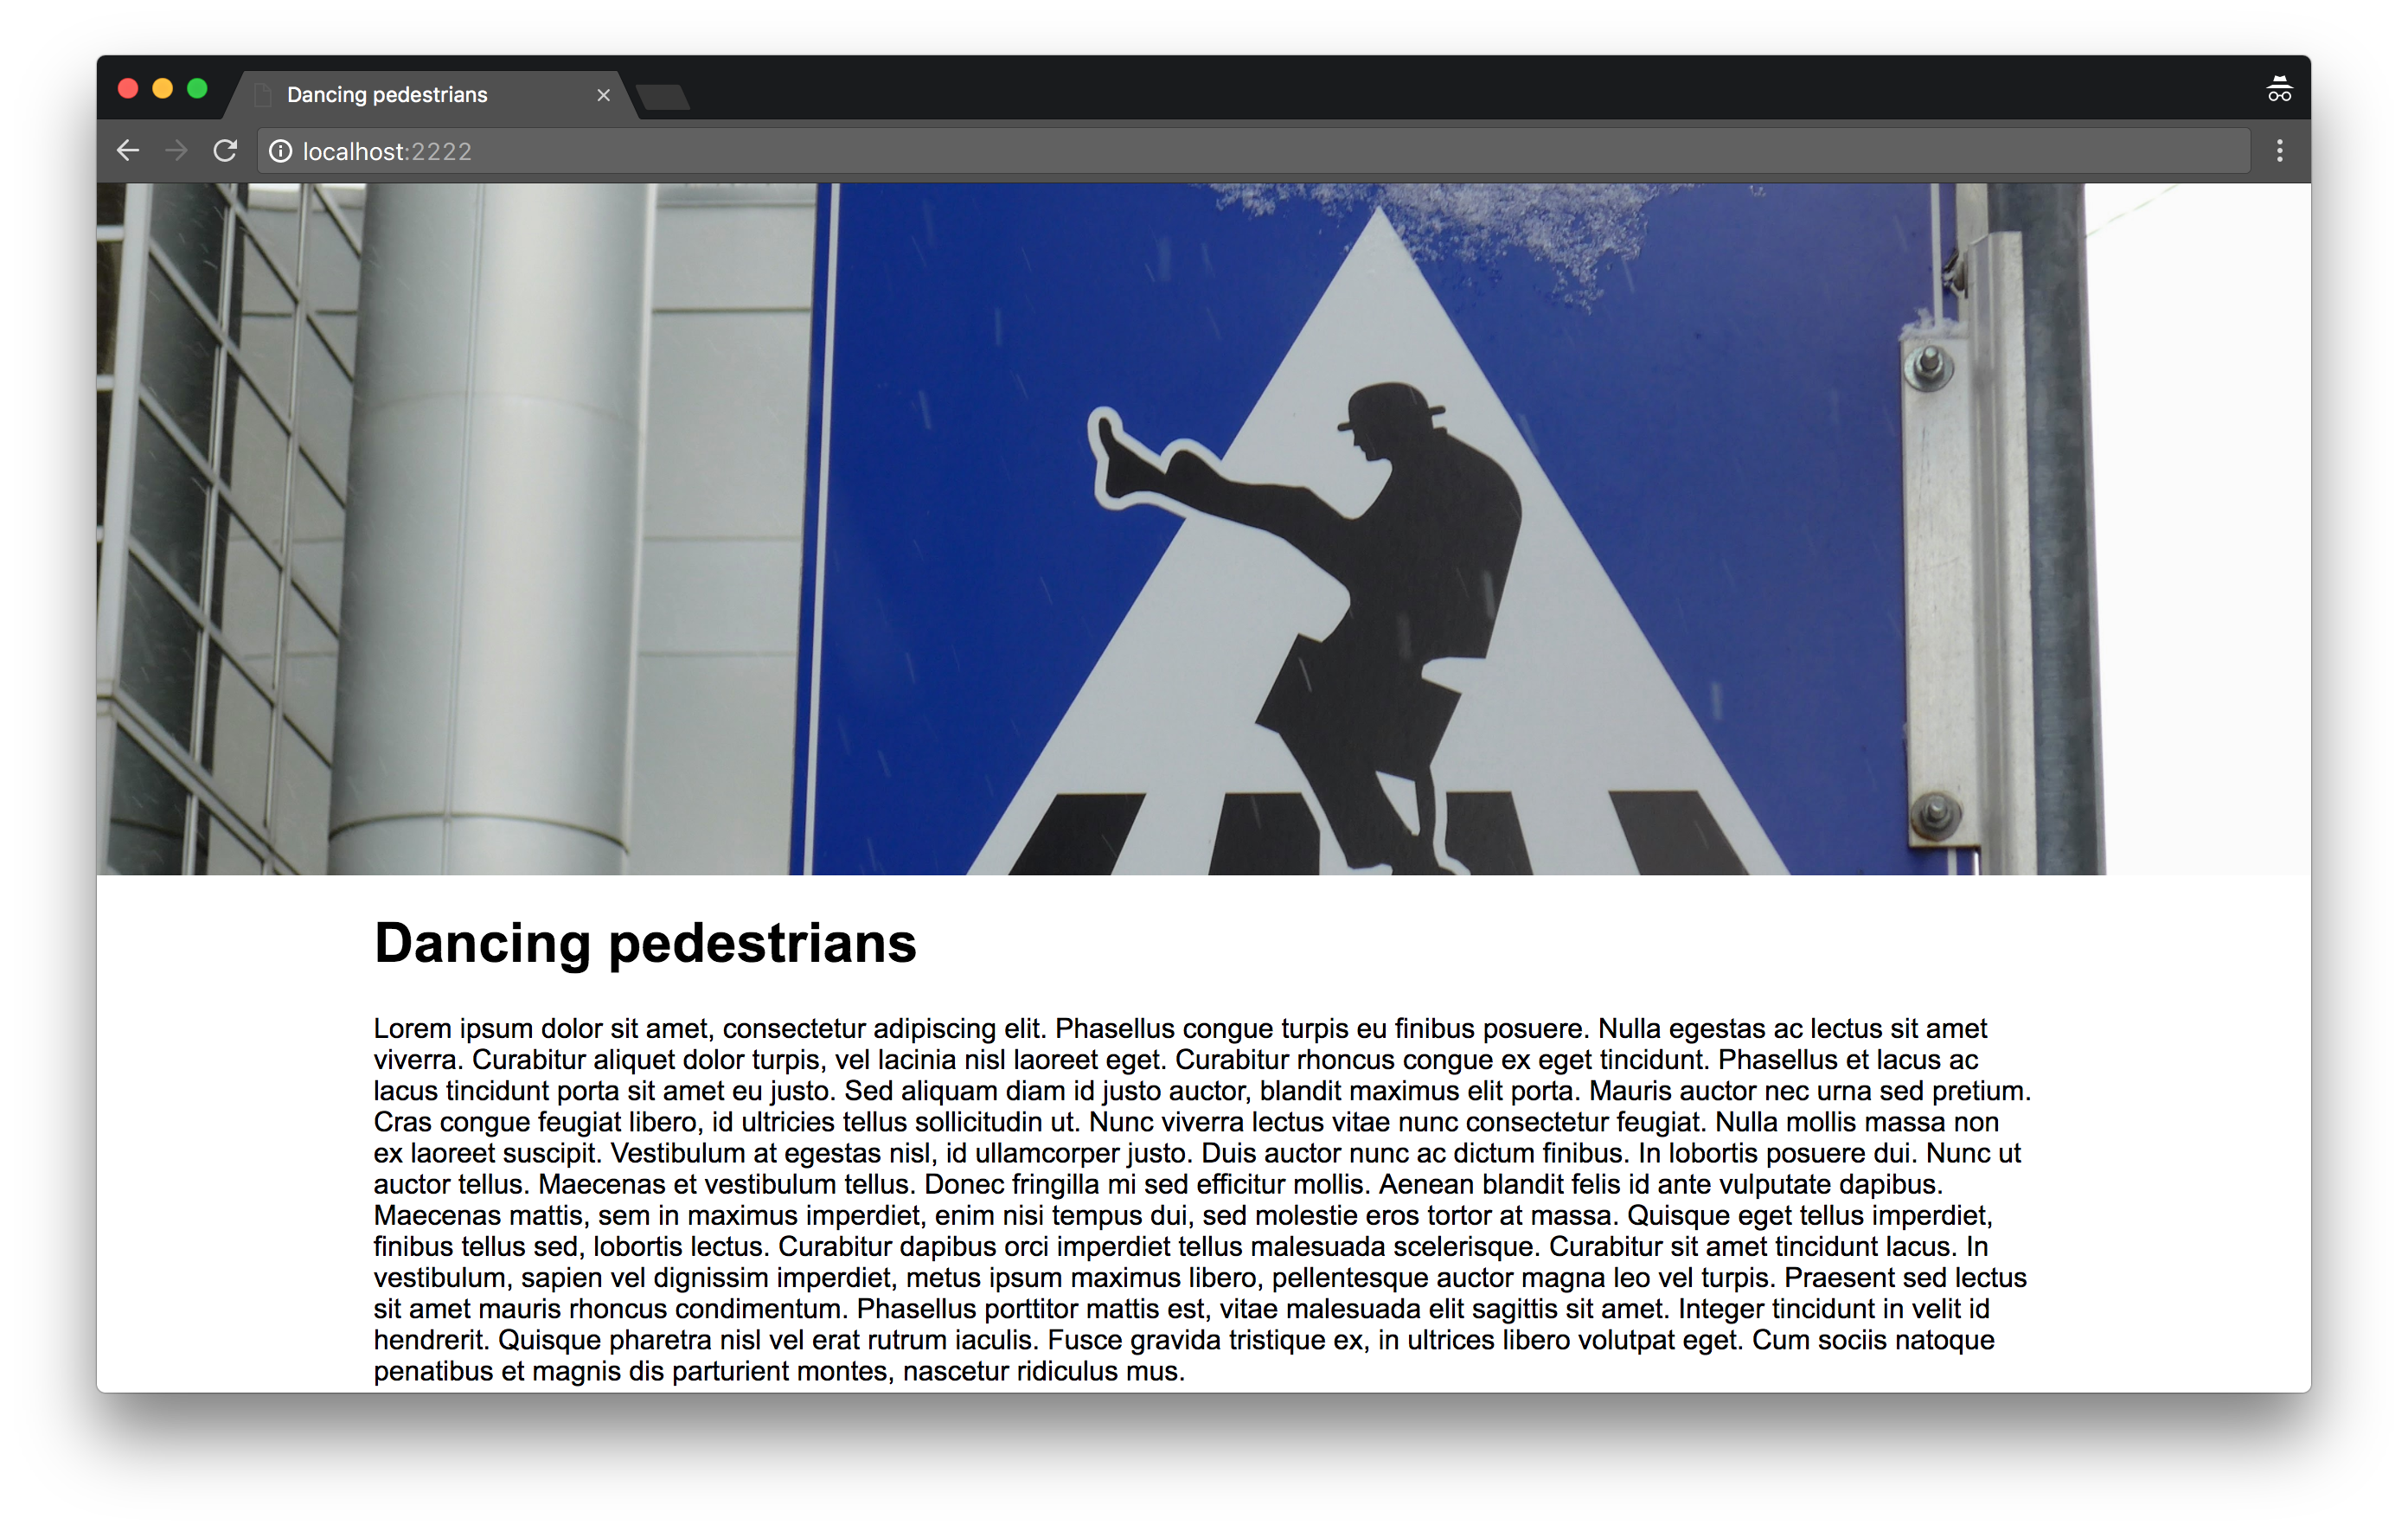 Dancing pedestrians
localhost:2222
Dancing pedestrians
Lorem ipsum dolor sit amet, consectetur adipiscing elit. Phasellus congue turpis eu finibus posuere. Nulla egestas ac lectus sit amet
viverra. Curabitur aliquet dolor turpis, vel lacinia nisl laoreet eget. Curabitur rhoncus congue ex eget tincidunt. Phasellus et lacus ac
lacus tincidunt porta sit amet eu justo. Sed aliquam diam id justo auctor, blandit maximus elit porta. Mauris auctor nec urna sed pretium.
Cras congue feugiat libero, id ultricies tellus sollicitudin ut. Nunc viverra lectus vitae nunc consectetur feugiat. Nulla mollis massa non
ex laoreet suscipit. Vestibulum at egestas nisl, id ullamcorper justo. Duis auctor nunc ac dictum finibus. In lobortis posuere dui. Nunc ut
auctor tellus. Maecenas et vestibulum tellus. Donec fringilla mi sed efficitur mollis. Aenean blandit felis id ante vulputate dapibus.
Maecenas mattis, sem in maximus imperdiet, enim nisi tempus dui, sed molestie eros tortor at massa. Quisque eget tellus imperdiet,
finibus tellus sed, lobortis lectus. Curabitur dapibus orci imperdiet tellus malesuada scelerisque. Curabitur sit amet tincidunt lacus. In
vestibulum, sapien vel dignissim imperdiet, metus ipsum maximus libero, pellentesque auctor magna leo vel turpis. Praesent sed lectus
sit amet mauris rhoncus condimentum. Phasellus porttitor mattis est, vitae malesuada elit sagittis sit amet. Integer tincidunt in velit id
hendrerit. Quisque pharetra nisl vel erat rutrum iaculis. Fusce gravida tristique ex, in ultrices libero volutpat eget. Cum sociis natoque
penatibus et magnis dis parturient montes, nascetur ridiculus mus.